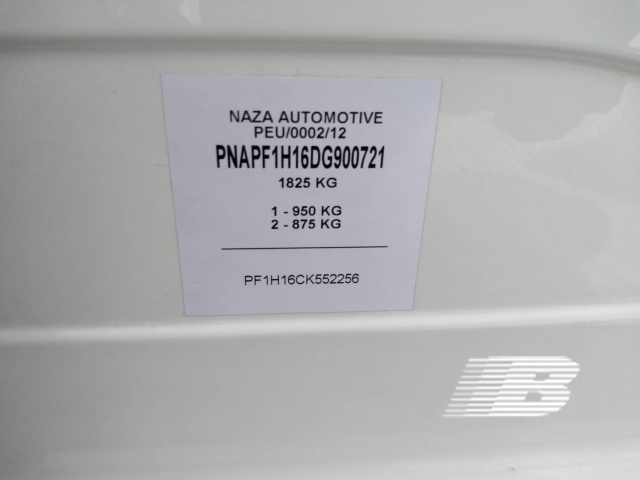 NAZA AUTOMOTIVE
PEU/0002/12
PNAPF1H16DG900721
1825 KG
1 - 950 KG
2 - 875 KG
PF1H16CK552256
B